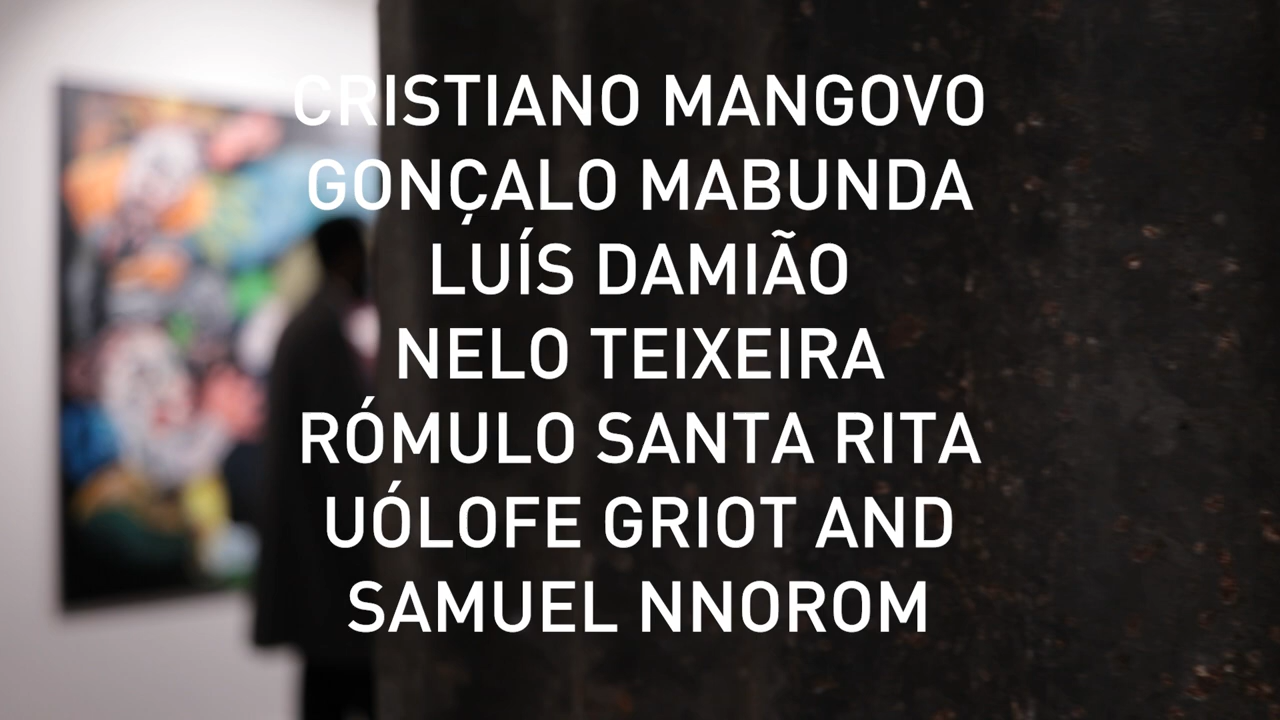 CRISTIANO MANGOVO
GONÇALO MABUNDA
LUÍS DAMIÃO
NELO TEIXEIRA
RÓMULO SANTA RITA
UÓLOFE GRIOT AND
SAMUEL NNOROM